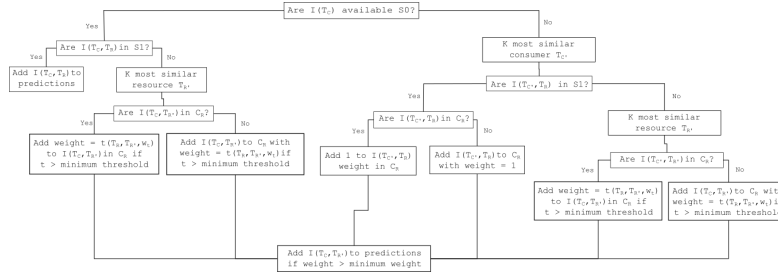 Are I(T_C) available S0?
Yes
No
Are I(T_C,T_R) in S1?
K most similar
consumer T_C'
Yes
No
Add I(T_C,T_R) to
predictions
K most similar
resource T_R'
Are I(T_C',T_R) in S1?
Yes
No
Are I(T_C,T_R') in C_R?
Are I(T_C',T_R) in C_R?
K most similar
resource T_R'
Yes
No
Yes
No
Add weight = t(T_R,T_R',w_t)
to I(T_C,T_R') in C_R if
t > minimum threshold
Add I(T_C,T_R') to C_R with
weight = t(T_R,T_R',w_t) if
t > minimum threshold
Add 1 to I(T_C',T_R)
weight in C_R
Add I(T_C',T_R) to C_R
with weight = 1
Are I(T_C',T_R') in C_R?
Yes
No
Add weight = t(T_R,T_R',w_t)
to I(T_C,T_R') in C_R if
t > minimum threshold
Add I(T_C,T_R') to C_R wit
weight = t(T_R,T_R',w_t) i
t > minimum threshold
Add I(T_C,T_R') to predictions
if weight > minimum weight